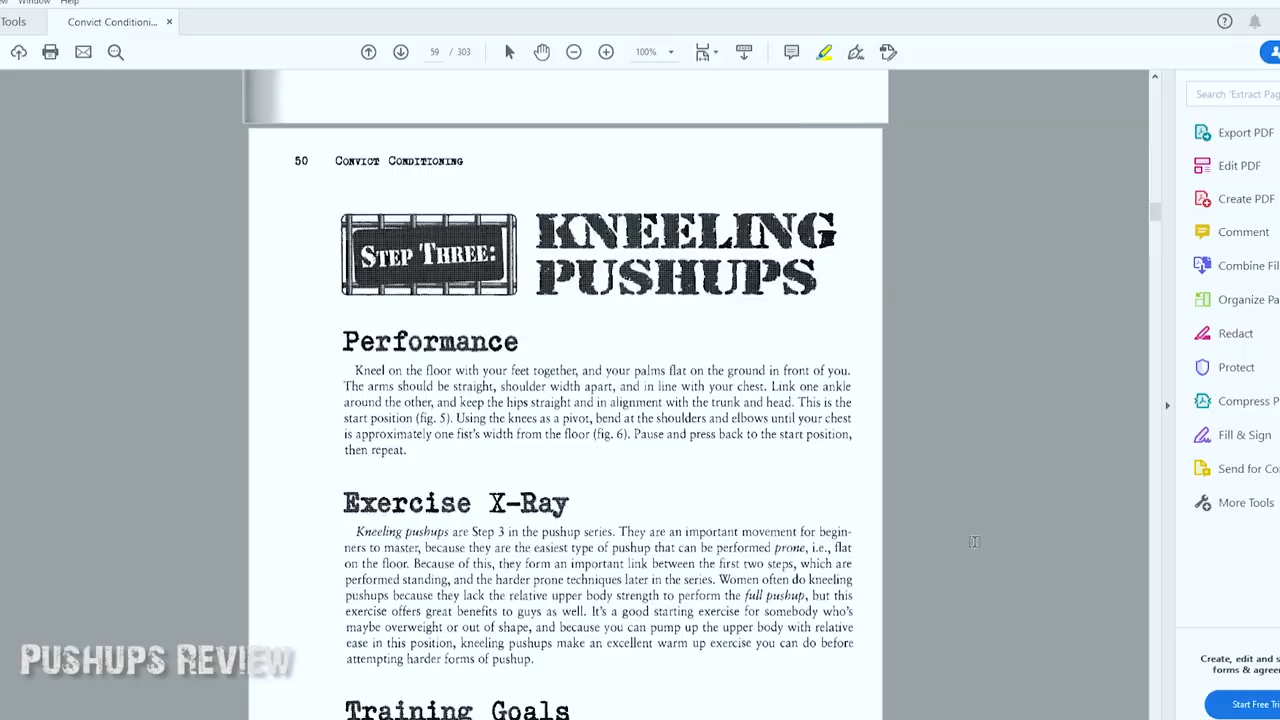 Window Help
Tools
Convict Conditioni...
59 / 303
100%
Search 'Extract Pag
Export PDF
Edit PDF
Create PDF
Comment
Combine Fil
Organize Pa
Redact
Protect
Compress P
Fill & Sign
Send for Co
More Tools
Create, edit and s
forms & agree
Start Free Tri
50 Convict Conditioning
Step Three:
KNEELING
PUSHUPS
Performance
Kneel on the floor with your feet together, and your palms flat on the ground in front of you.
The arms should be straight, shoulder width apart, and in line with your chest. Link one ankle
around the other, and keep the hips straight and in alignment with the trunk and head. This is the
start position (fig. 5). Using the knees as a pivot, bend at the shoulders and elbows until your chest
is approximately one fist's width from the floor (fig. 6). Pause and press back to the start position,
then repeat.
Exercise X-Ray
Kneeling pushups are Step 3 in the pushup series. They are an important movement for begin-
ners to master, because they are the easiest type of pushup that can be performed prone, i.e., flat
on the floor. Because of this, they form an important link between the first two steps, which are
performed standing, and the harder prone techniques later in the series. Women often do kneeling
pushups because they lack the relative upper body strength to perform the full pushup, but this
exercise offers great benefits to guys as well. It's a good starting exercise for somebody who's
maybe overweight or out of shape, and because you can pump up the upper body with relative
ease in this position, kneeling pushups make an excellent warm up exercise you can do before
attempting harder forms of pushup.
Training Goals
Pushups Review